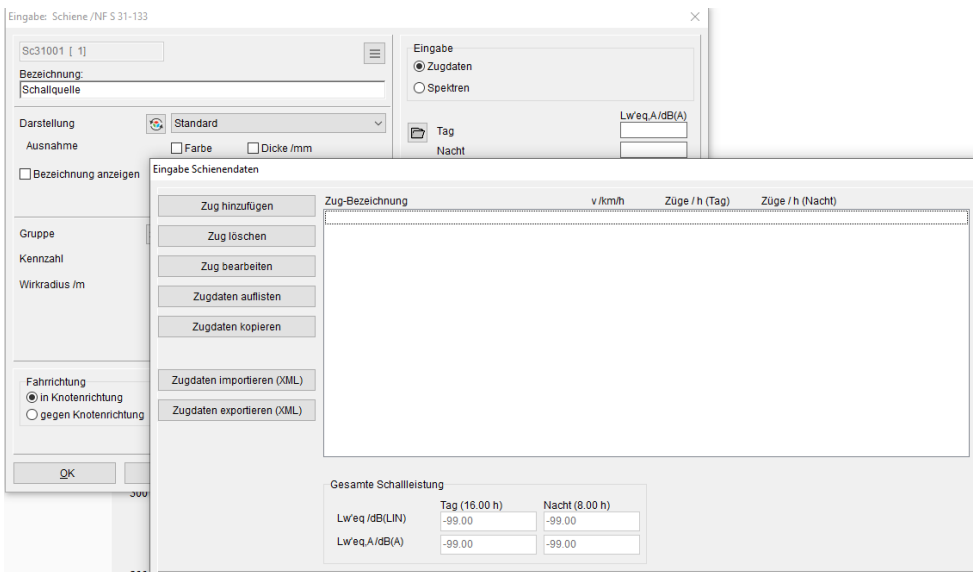 Eingabe: Schiene /NF S 31-133
Sc31001 [ 1]
Bezeichnung:
Schallquelle
Darstellung
Standard
Ausnahme
Farbe
Dicke /mm
Bezeichnung anzeigen
Gruppe
Kennzahl
Wirkradius /m
Fahrrichtung
in Knotenrichtung
gegen Knotenrichtung
OK
Eingabe
Zugdaten
Spektren
Lw'eq,A/dB(A)
Tag
Nacht
Eingabe Schienendaten
Zug hinzufügen
Zug löschen
Zug bearbeiten
Zugdaten auflisten
Zugdaten kopieren
Zugdaten importieren (XML)
Zugdaten exportieren (XML)
Zug-Bezeichnung v /km/h Züge / h (Tag) Züge / h (Nacht)
Gesamte Schallleistung
Tag (16.00 h) Nacht (8.00 h)
Lw'eq /dB(LIN) -99.00 -99.00
Lw'eq,A/dB(A) -99.00 -99.00